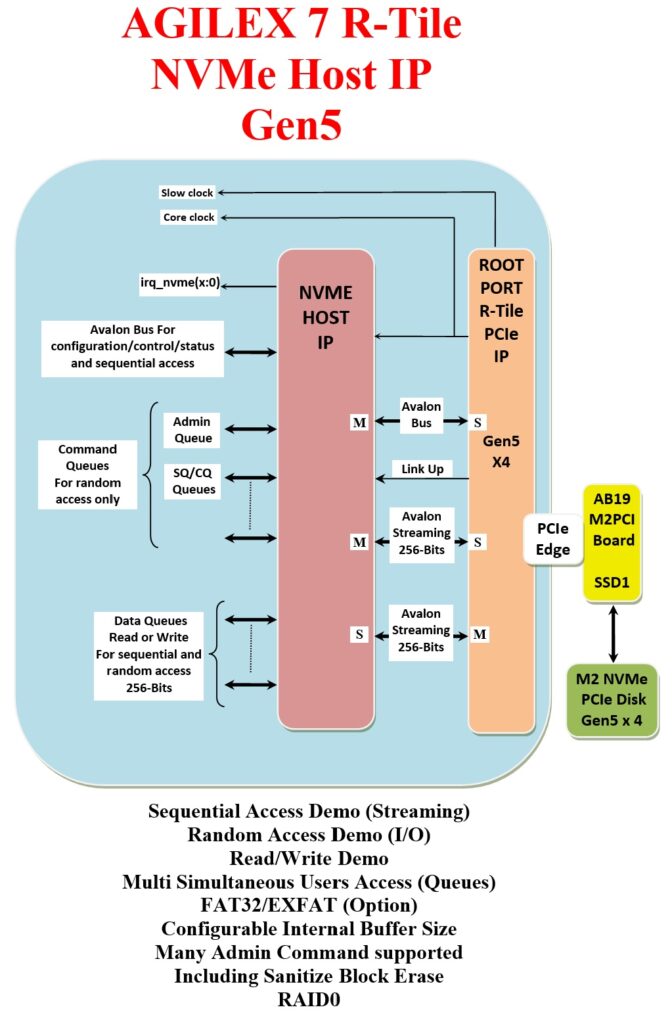 AGILEX 7 R-Tile
NVMe Host IP
Gen5
Slow clock
Core clock
irq_nvme(x:0)
Avalon Bus For
configuration/control/status
and sequential access
Command
Queues
For random
access only
Admin
Queue
SQ/CQ
Queues
Data Queues
Read or Write
For sequential and
random access
256-Bits
NVME
HOST
IP
M
M
S
Avalon
Bus
Link Up
Avalon
Streaming
256-Bits
Avalon
Streaming
256-Bits
ROOT
PORT
R-Tile
PCIe
IP
S
Gen5
X4
S
M
PCIe
Edge
AB19
M2PCI
Board
SSD1
M2 NVMe
PCIe Disk
Gen5 x 4
Sequential Access Demo (Streaming)
Random Access Demo (I/O)
Read/Write Demo
Multi Simultaneous Users Access (Queues)
FAT32/EXFAT (Option)
Configurable Internal Buffer Size
Many Admin Command supported
Including Sanitize Block Erase
RAID0